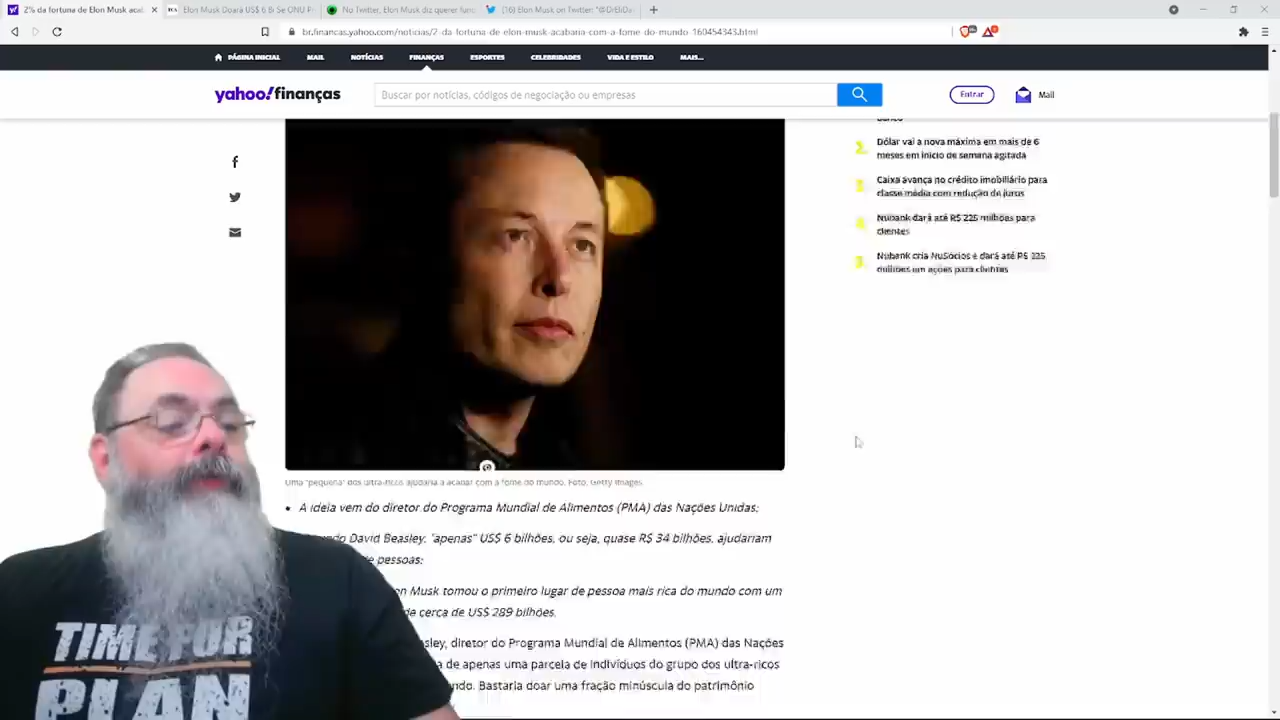 2% da fortuna de Elon Musk acab
Elon Musk Doará US$ 6 Bi Se ONU P
No Twitter, Elon Musk diz querer fund
(16) Elon Musk on Twitter: "@DrEliDa
br.financas.yahoo.com/noticias/2-da-fortuna-de-elon-musk-acabaria-com-a-fome-do-mundo-160454343.html
PÁGINA INICIAL MAIL NOTÍCIAS FINANÇAS ESPORTES CELEBRIDADES VIDA E ESTILO MAIS...
yahoo!finanças
Buscar por notícias, códigos de negociação ou empresas
Entrar
Mail
2. Dólar vai a nova máxima em mais de 6
meses em início de semana agitada
Caixa avança no crédito imobiliário para
classe média com redução de juros
Nubank dará até R$ 225 milhões para
clientes
Nubank cria NuSócios e dará até R$ 225
milhões em ações para clientes
Uma "pequena" dos ultra-ricos ajudaria a acabar com a fome do mundo. Foto, Getty Images.
• A ideia vem do diretor do Programa Mundial de Alimentos (PMA) das Nações Unidas;
David Beasley, "apenas" US$ 6 bilhões, ou seja, quase R$ 34 bilhões, ajudariam
de pessoas;
Musk tomou o primeiro lugar de pessoa mais rica do mundo com um
de cerca de US$ 289 bilhões.
sley, diretor do Programa Mundial de Alimentos (PMA) das Nações
de apenas uma parcela de indivíduos do grupo dos ultra-ricos
ndo. Bastaria doar uma fração minúscula do patrimônio
TIME FOR
PLAN